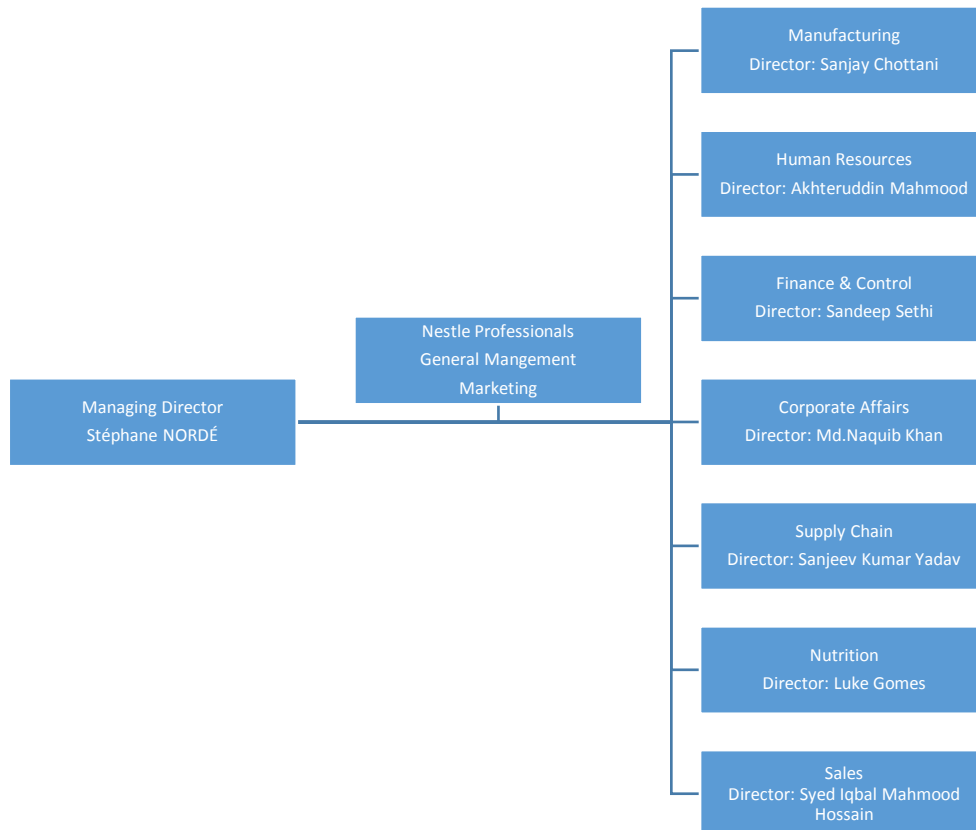 Manufacturing
Director: Sanjay Chottani
Human Resources
Director: Akhteruddin Mahmood
Finance & Control
Director: Sandeep Sethi
Nestle Professionals
General Mangement
Marketing
Managing Director
Stéphane NORDÉ
Corporate Affairs
Director: Md.Naquib Khan
Supply Chain
Director: Sanjeev Kumar Yadav
Nutrition
Director: Luke Gomes
Sales
Director: Syed Iqbal Mahmood
Hossain